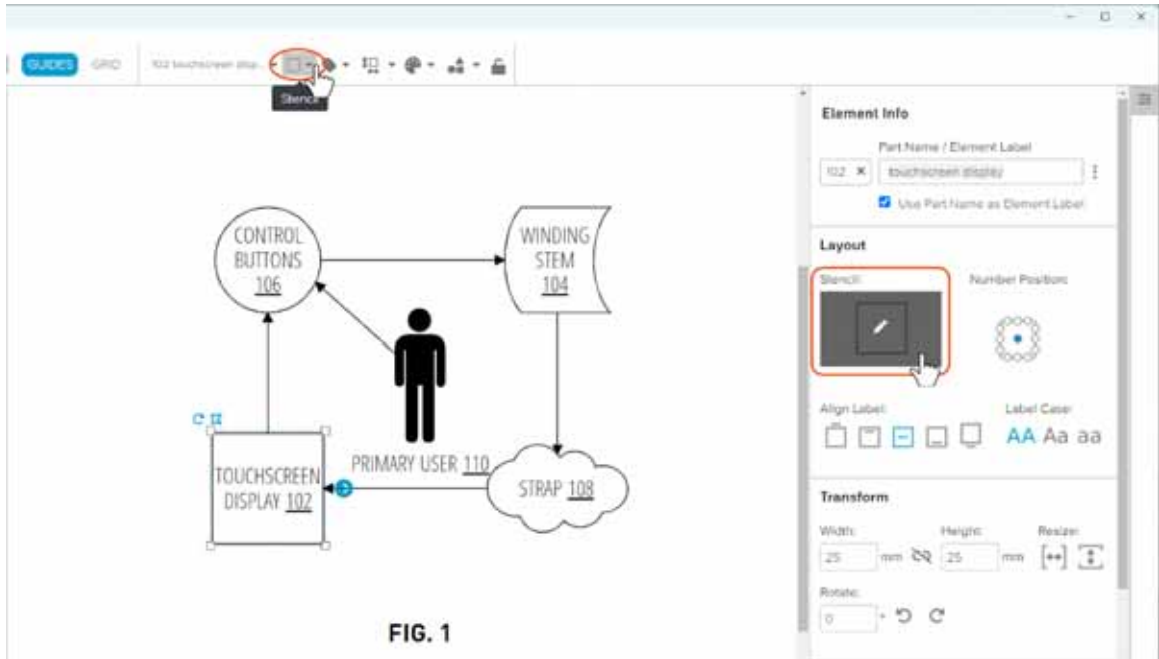 GUIDES GRID 102 touchscreen disp...
Stencil
Element Info
Part Name / Element Label
102 touchscreen display
Use Part Name as Element Label
Layout
Stencil: Number Position:
Align Label: Label Case:
AA Aa aa
Transform
Width: Height: Resize:
25 mm 25 mm
Rotate:
0 °
CONTROL
BUTTONS
106
WINDING
STEM
104
TOUCHSCREEN
DISPLAY 102
PRIMARY USER 110
STRAP 108
FIG. 1